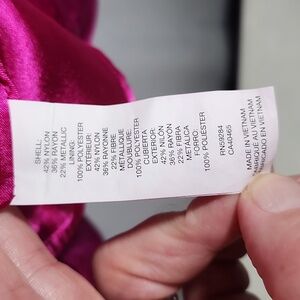 SHELL:
42% NYLON
36% RAYON
22% METALLIC
LINING:
100% POLYESTER
EXTÉRIEUR:
42% NYLON
36% RAYONNE
22% FIBRE
MÉTALLIQUE
DOUBLURE:
100% POLYESTER
CUBIERTA
EXTERIOR:
42% NILÓN
36% RAYÓN
22% FIBRA
METÁLICA
FORRO:
100% POLIÉSTER
RN59284
CA40465
MADE IN VIETNAM
FABRIQUÉ AU VIETNAM
FABRICADO EN VIETNAM